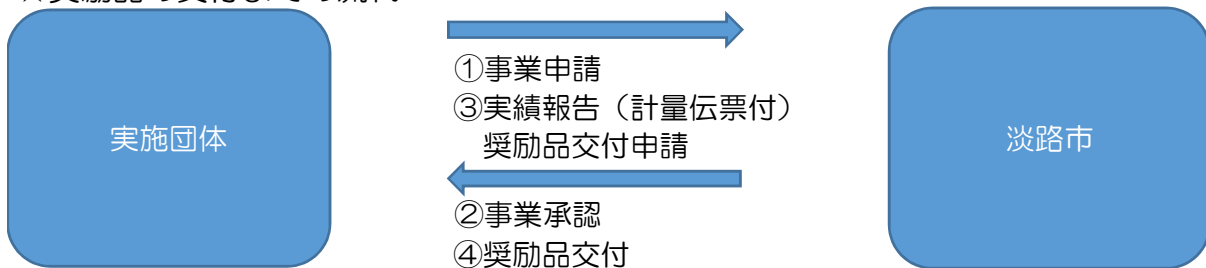 実施団体
①事業申請
③実績報告（計量伝票付）
奨励品交付申請
②事業承認
④奨励品交付
淡路市